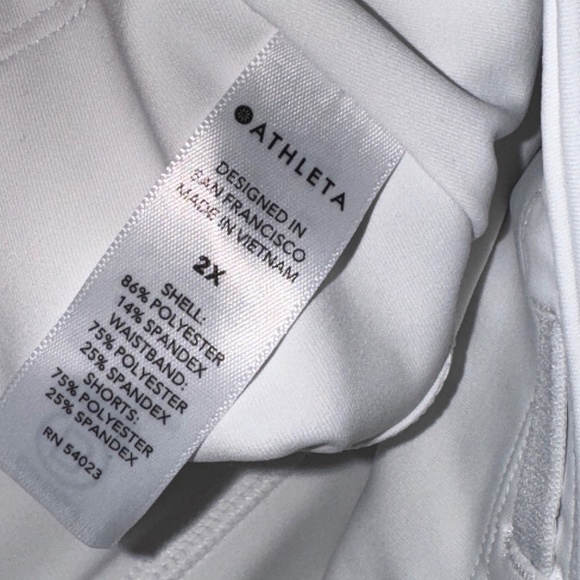 ATHLETA
DESIGNED IN
SAN FRANCISCO
MADE IN VIETNAM
2X
SHELL:
86% POLYESTER
14% SPANDEX
WAISTBAND:
75% POLYESTER
25% SPANDEX
SHORTS:
75% POLYESTER
25% SPANDEX
RN 54023